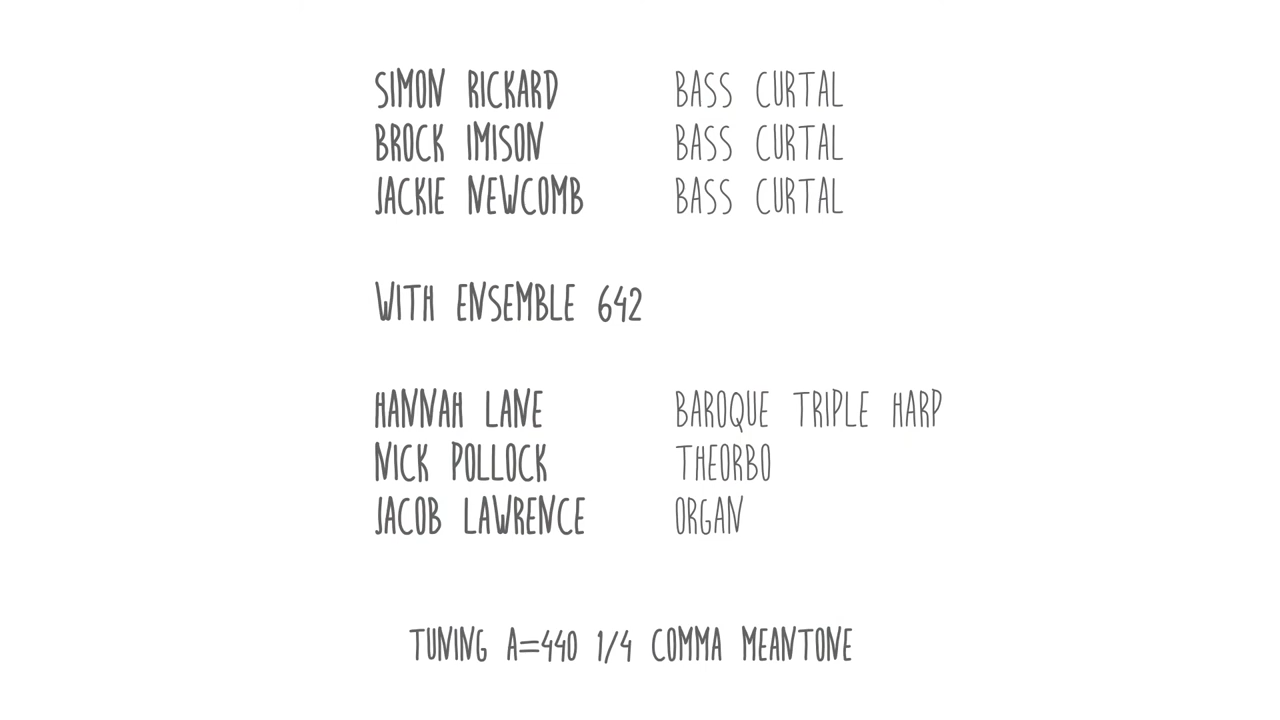 SIMON RICKARD BASS CURTAL
BROCK IMISON BASS CURTAL
JACKIE NEWCOMB BASS CURTAL
WITH ENSEMBLE 642
HANNAH LANE BAROQUE TRIPLE HARP
NICK POLLOCK THEORBO
JACOB LAWRENCE ORGAN
TUNING A=440 1/4 COMMA MEANTONE